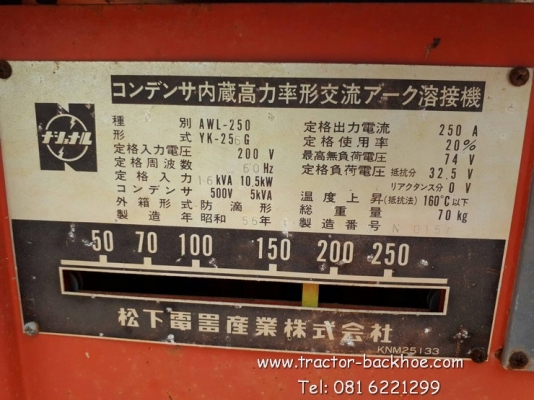 コンデンサ内蔵高力率形交流アーク溶接機
ナショナル
種別 AWL-250
形式 YK-256 G
定格入力電圧 200 V
定格周波数 60 Hz
定格入力 16 kVA 10,5kW
コンデンサ 500V 5kVA
外箱形式 防滴形
製造年 昭和 56年
定格出力電流 250 A
定格使用率 20%
最高無負荷電圧 74 V
定格負荷電圧 抵抗分 32.5 V
リアクタンス分 0 V
温度上昇(抵抗法) 160℃以下
総重量 70 kg
製造番号
50 70 100 150 200 250
松下電器産業株式会社
KNM25133
www.tractor-backhoe.com
Tel: 081 6221299